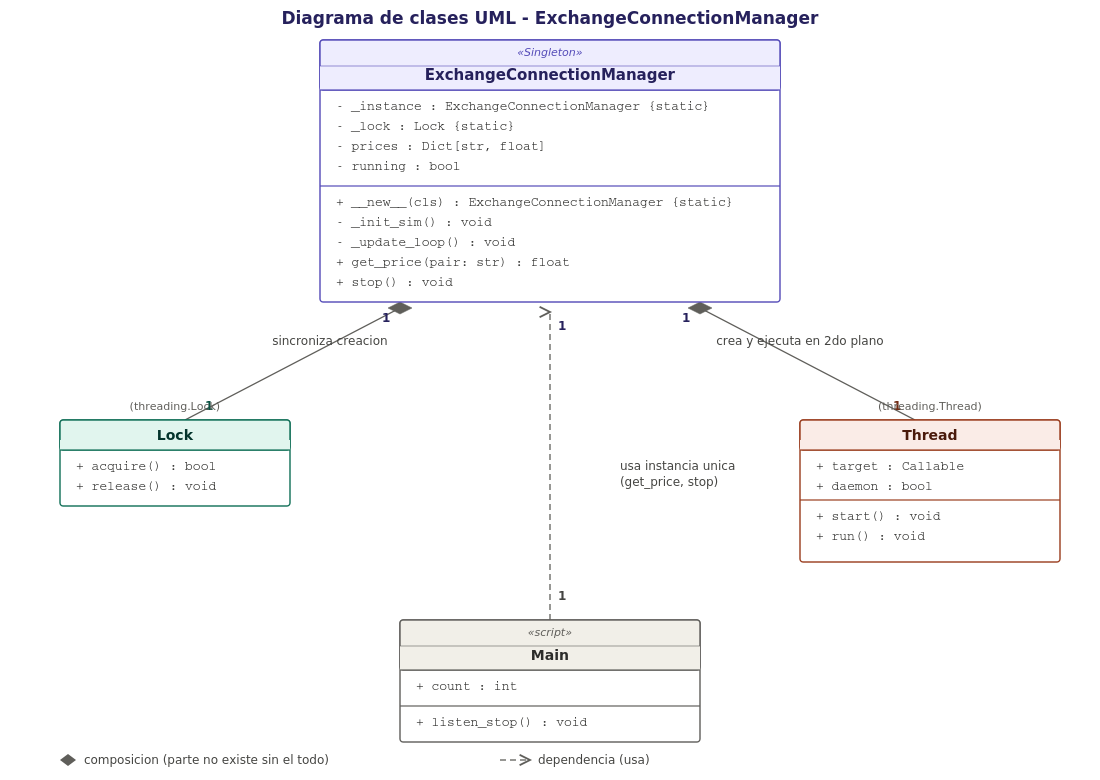 Diagrama de clases UML - ExchangeConnectionManager
«Singleton»
ExchangeConnectionManager
- _instance : ExchangeConnectionManager {static}
- _lock : Lock {static}
- prices : Dict[str, float]
- running : bool
+ __new__(cls) : ExchangeConnectionManager {static}
- _init_sim() : void
- _update_loop() : void
+ get_price(pair: str) : float
+ stop() : void
1
1
1
sincroniza creacion
crea y ejecuta en 2do plano
(threading.Lock)
1
1
(threading.Thread)
Lock
+ acquire() : bool
+ release() : void
usa instancia unica
(get_price, stop)
Thread
+ target : Callable
+ daemon : bool
+ start() : void
+ run() : void
1
«script»
Main
+ count : int
+ listen_stop() : void
composicion (parte no existe sin el todo)
dependencia (usa)